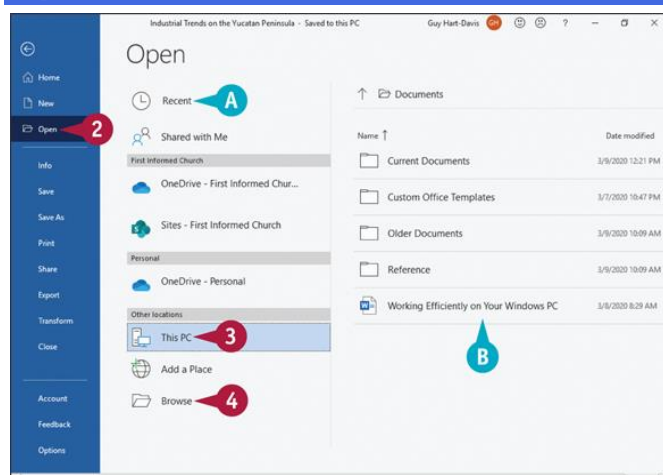 Industrial Trends on the Yucatan Peninsula - Saved to this PC
Guy Hart-Davis
GH
?
Open
Home
New
Open
2
Info
Save
Save As
Print
Share
Export
Transform
Close
Account
Feedback
Options
Recent
A
Shared with Me
First Informed Church
OneDrive - First Informed Chur...
Sites - First Informed Church
Personal
OneDrive - Personal
Other locations
This PC
3
Add a Place
Browse
4
Documents
Name
Date modified
Current Documents
3/9/2020 12:21 PM
Custom Office Templates
3/7/2020 10:47 PM
Older Documents
3/9/2020 10:09 AM
Reference
3/9/2020 10:09 AM
Working Efficiently on Your Windows PC
3/8/2020 8:29 AM
B